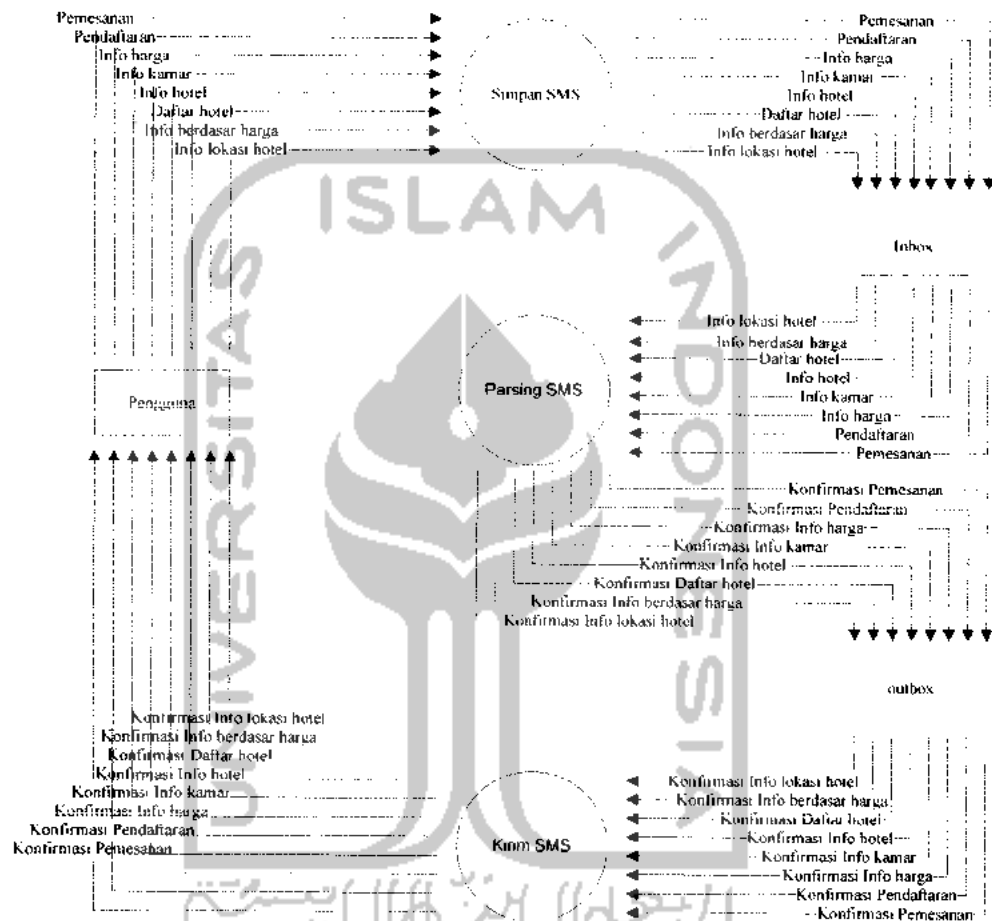 Pemesanan
Pendaftaran
Info harga
Info kamar
Info hotel
Daftar hotel
Info berdasar harga
Info lokasi hotel
Simpan SMS
Pemesanan
Pendaftaran
Info harga
Info kamar
Info hotel
Daftar hotel
Info berdasar harga
Info lokasi hotel
ISLAM
UNIVERSITAS
INDONESIA
Inbox
Info lokasi hotel
Info berdasar harga
Daftar hotel
Info hotel
Info kamar
Info harga
Pendaftaran
Pemesanan
Parsing SMS
Pengguna
Konfirmasi Pemesanan
Konfirmasi Pendaftaran
Konfirmasi Info harga
Konfirmasi Info kamar
Konfirmasi Info hotel
Konfirmasi Daftar hotel
Konfirmasi Info berdasar harga
Konfirmasi Info lokasi hotel
outbox
Konfirmasi Info lokasi hotel
Konfirmasi Info berdasar harga
Konfirmasi Daftar hotel
Konfirmasi Info hotel
Konfirmasi Info kamar
Konfirmasi Info harga
Konfirmasi Pendaftaran
Konfirmasi Pemesanan
Kirim SMS
Konfirmasi Info lokasi hotel
Konfirmasi Info berdasar harga
Konfirmasi Daftar hotel
Konfirmasi Info hotel
Konfirmasi Info kamar
Konfirmasi Info harga
Konfirmasi Pendaftaran
Konfirmasi Pemesanan